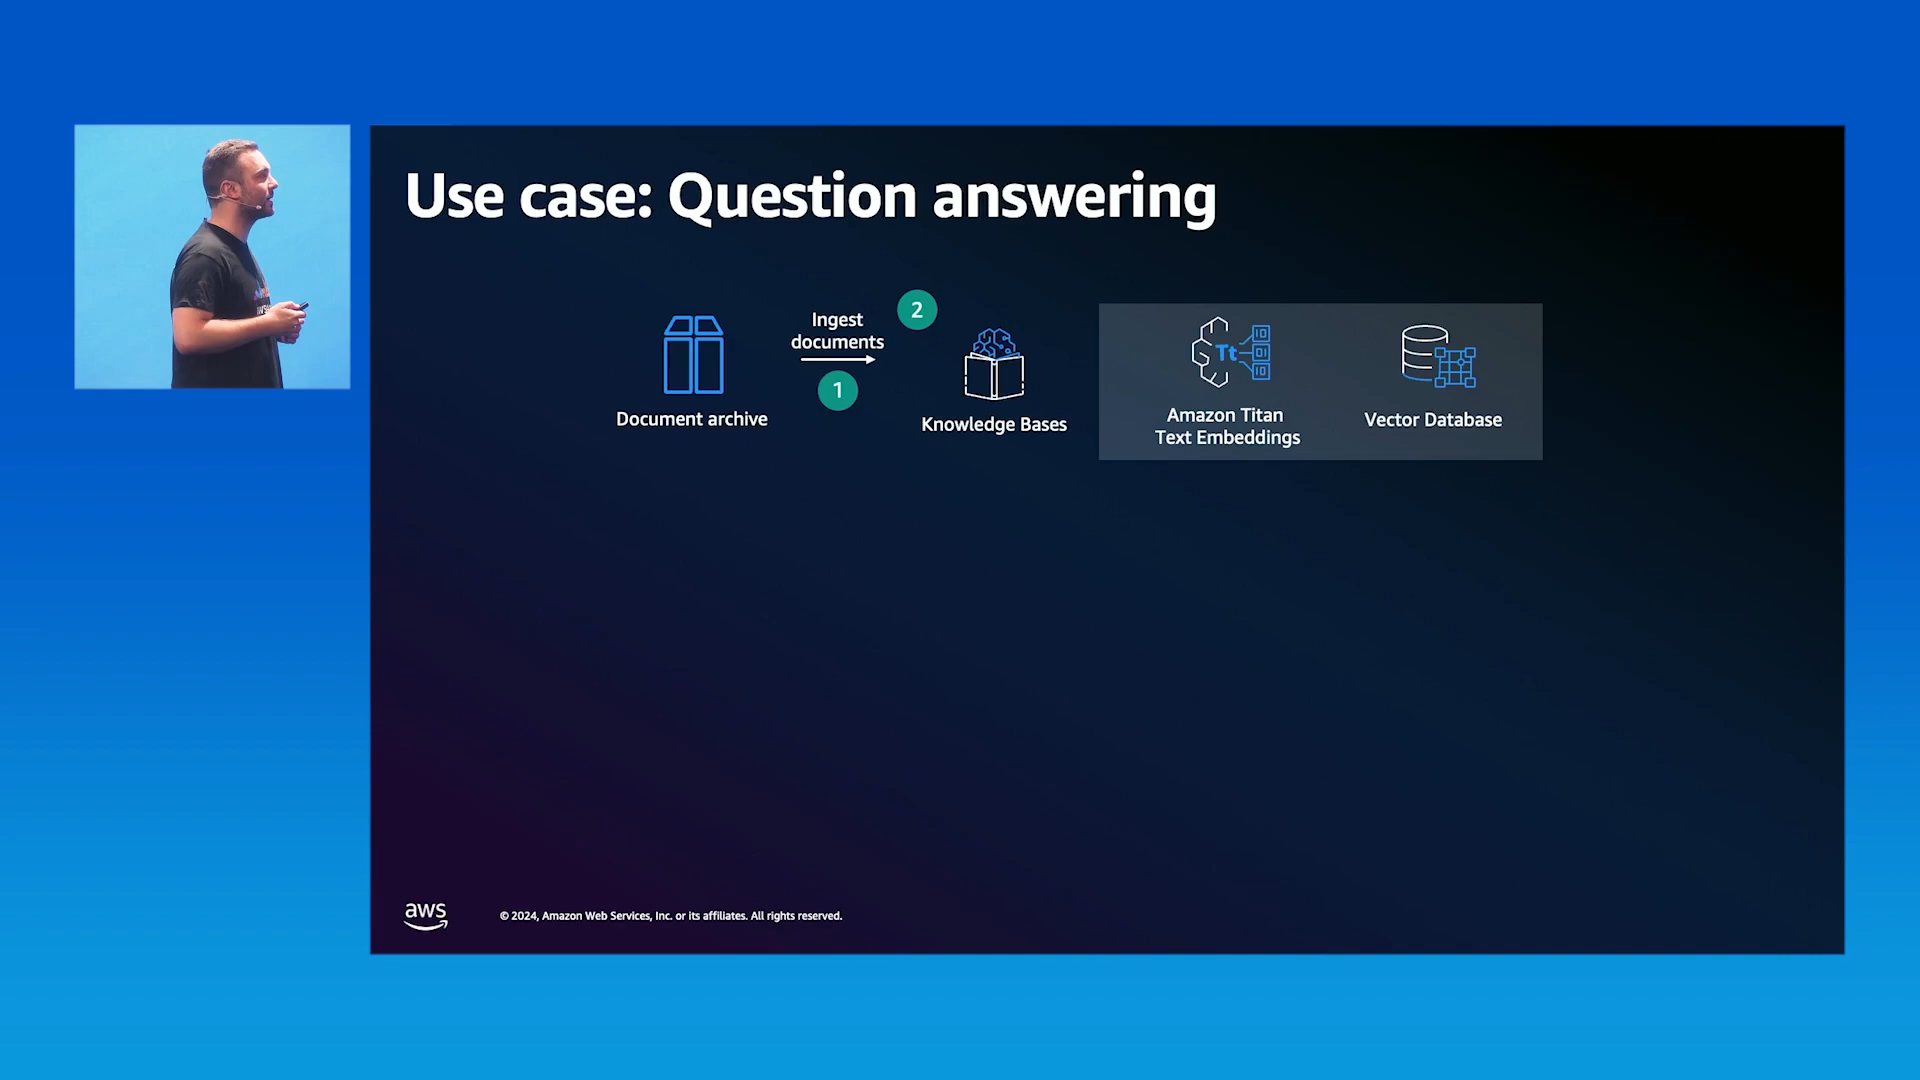 Use case: Question answering
Ingest
documents
2
1
Document archive
Knowledge Bases
Tt
Amazon Titan
Text Embeddings
Vector Database
aws
© 2024, Amazon Web Services, Inc. or its affiliates. All rights reserved.